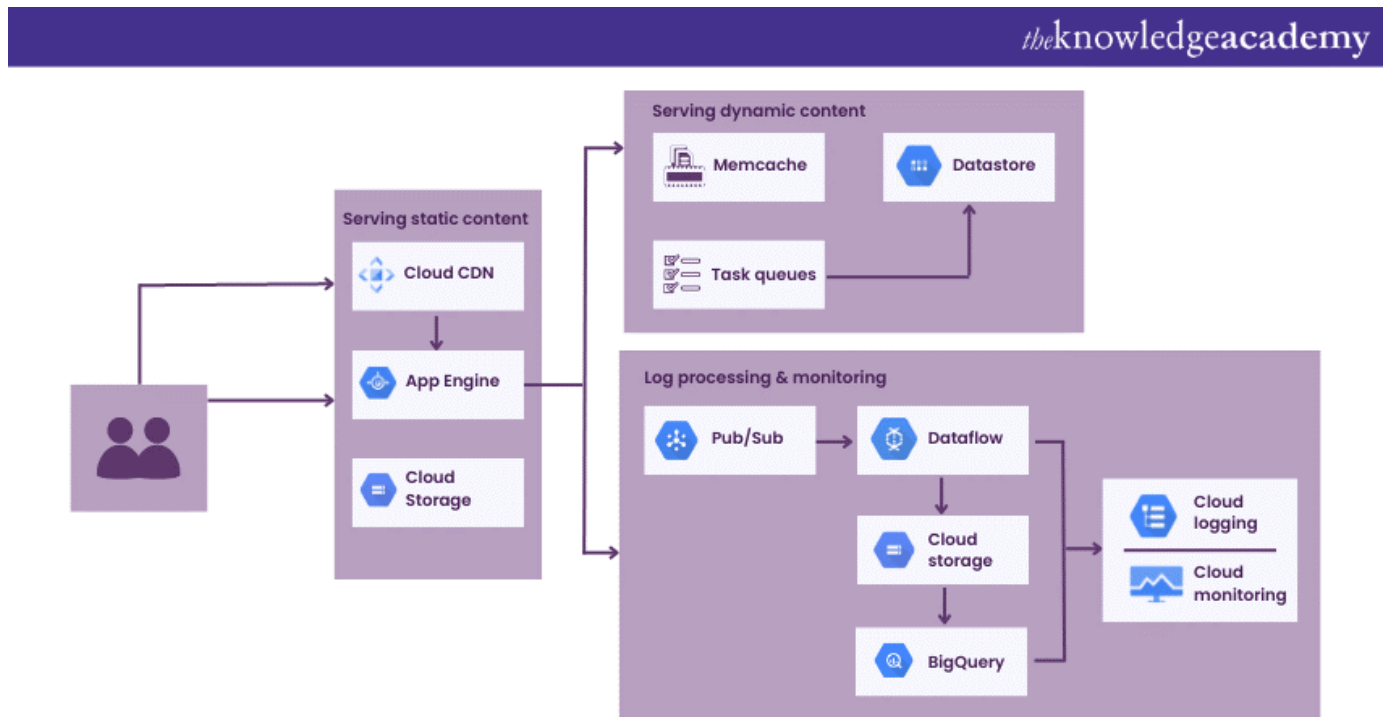 theknowledgeacademy
Serving dynamic content
Memcache
Datastore
Task queues
Serving static content
Cloud CDN
App Engine
Cloud
Storage
Log processing & monitoring
Pub/Sub
Dataflow
Cloud
storage
BigQuery
Cloud
logging
Cloud
monitoring